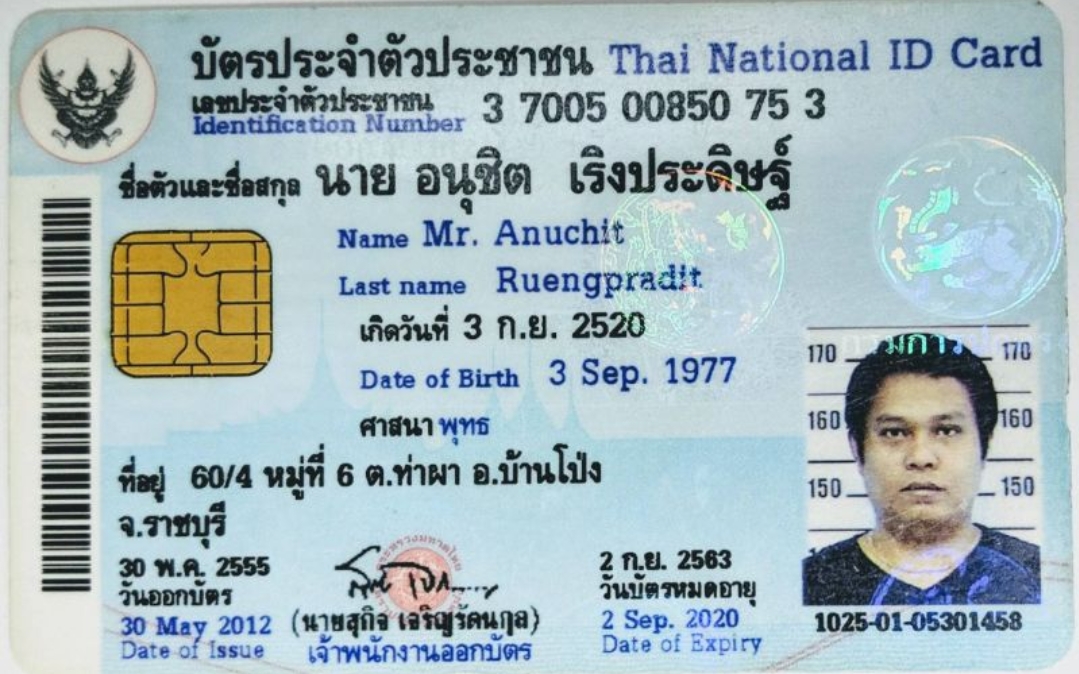 บัตรประจำตัวประชาชน Thai National ID Card
เลขประจำตัวประชาชน
Identification Number 3 7005 00850 75 3
ชื่อตัวและชื่อสกุล นาย อนุชิต เริงประดิษฐ์
Name Mr. Anuchit
Last name Ruengpradit
เกิดวันที่ 3 ก.ย. 2520
Date of Birth 3 Sep. 1977
ศาสนา พุทธ
ที่อยู่ 60/4 หมู่ที่ 6 ต.ท่าผา อ.บ้านโป่ง
จ.ราชบุรี
30 พ.ค. 2555
วันออกบัตร
30 May 2012
Date of Issue
(นายสุกิจ เจริญรัตนกุล)
เจ้าพนักงานออกบัตร
2 ก.ย. 2563
วันบัตรหมดอายุ
2 Sep. 2020
Date of Expiry
170 170
160 160
150 150
1025-01-05301458